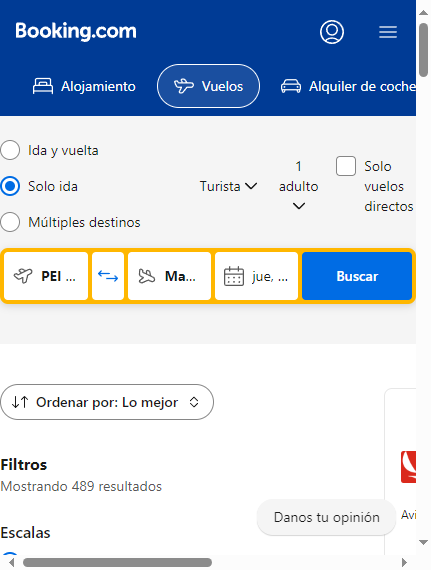 Booking.com
Alojamiento
Vuelos
Alquiler de coche
Ida y vuelta
Solo ida
Múltiples destinos
Turista
1
adulto
Solo
vuelos
directos
PEI ...
Ma...
jue, ...
Buscar
Ordenar por: Lo mejor
Filtros
Mostrando 489 resultados
Avi
Danos tu opinión
Escalas